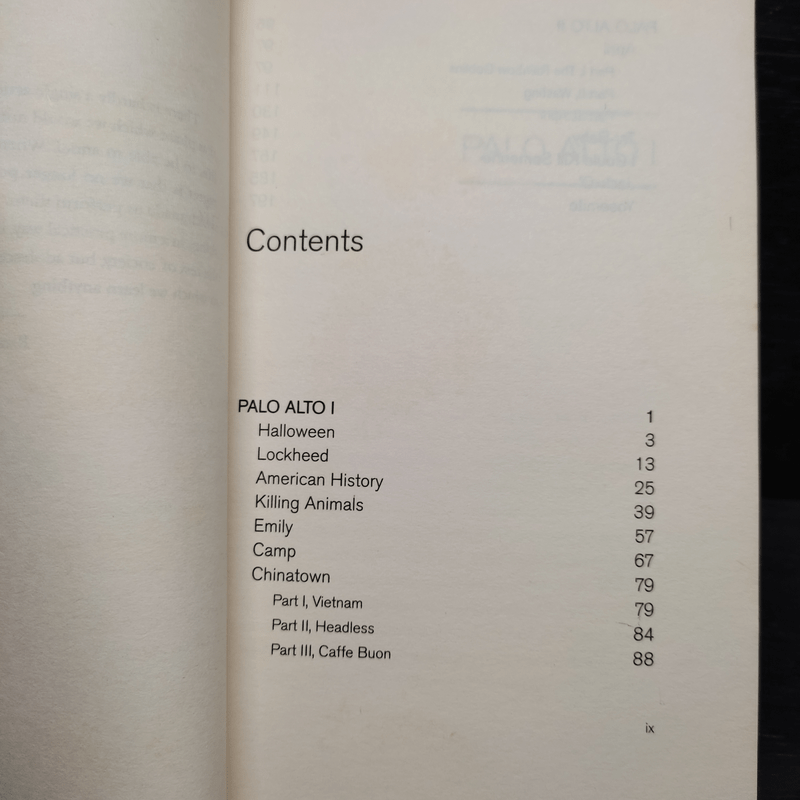 Contents
PALO ALTO I 1
Halloween 3
Lockheed 13
American History 25
Killing Animals 39
Emily 57
Camp 67
Chinatown 79
Part I, Vietnam 79
Part II, Headless 84
Part III, Caffe Buon 88
ix